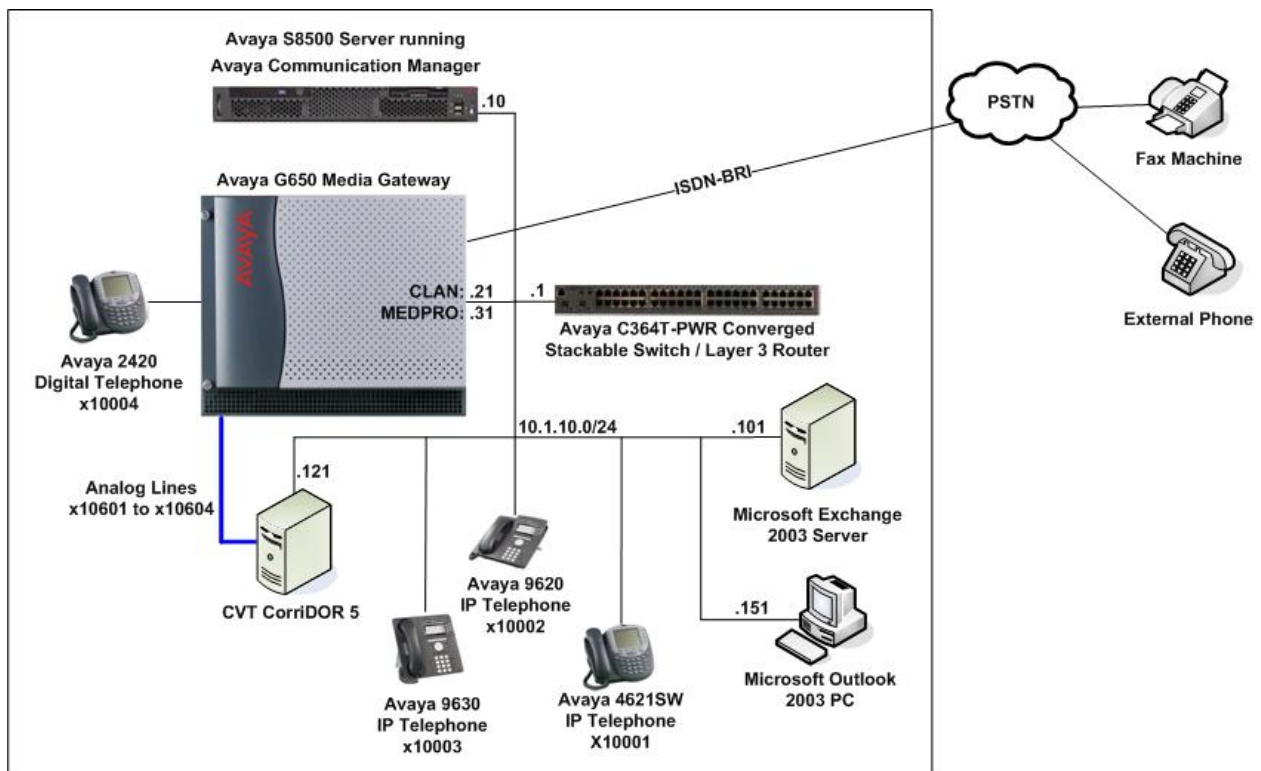 Avaya S8500 Server running
Avaya Communication Manager
.10
PSTN
Fax Machine
ISDN-BRI
Avaya G650 Media Gateway
AVAYA
CLAN: .21
MEDPRO: .31
.1
Avaya C364T-PWR Converged
Stackable Switch / Layer 3 Router
External Phone
Avaya 2420
Digital Telephone
x10004
10.1.10.0/24
.101
.121
Analog Lines
x10601 to x10604
Microsoft Exchange
2003 Server
CVT CorriDOR 5
Avaya 9620
IP Telephone
x10002
.151
Avaya 9630
IP Telephone
x10003
Avaya 4621SW
IP Telephone
X10001
Microsoft Outlook
2003 PC